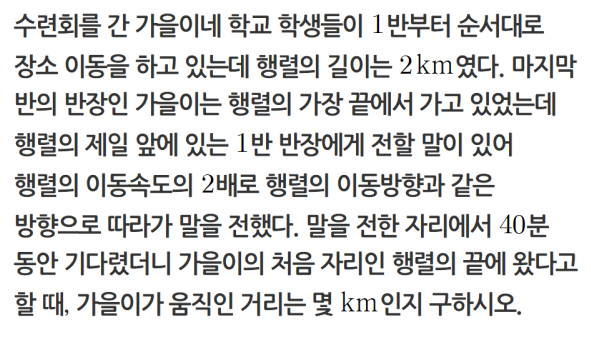 수련회를 간 가을이네 학교 학생들이 1반부터 순서대로
장소 이동을 하고 있는데 행렬의 길이는 2km였다. 마지막
반의 반장인 가을이는 행렬의 가장 끝에서 가고 있었는데
행렬의 제일 앞에 있는 1반 반장에게 전할 말이 있어
행렬의 이동속도의 2배로 행렬의 이동방향과 같은
방향으로 따라가 말을 전했다. 말을 전한 자리에서 40분
동안 기다렸더니 가을이의 처음 자리인 행렬의 끝에 왔다고
할 때, 가을이가 움직인 거리는 몇 km인지 구하시오.